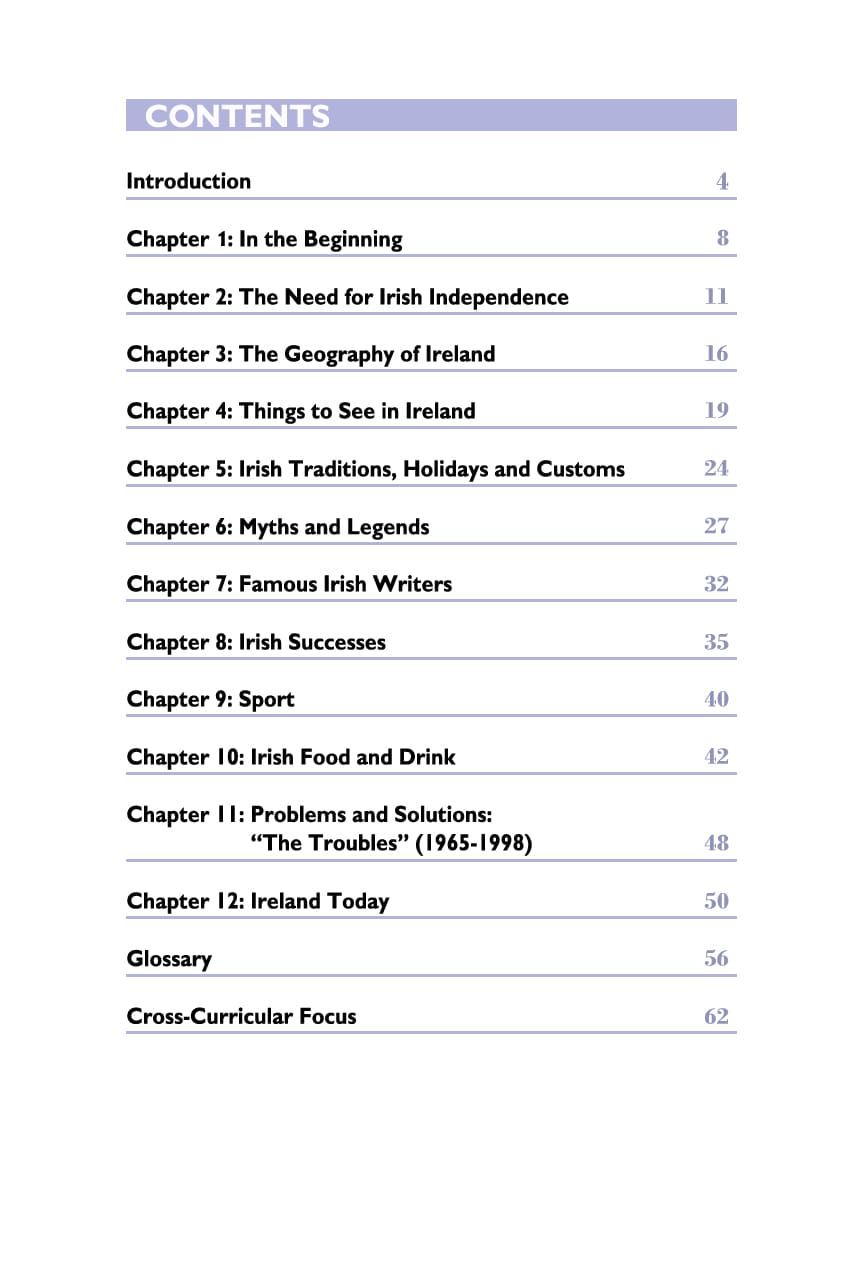 CONTENTS
Introduction 4
Chapter 1: In the Beginning 8
Chapter 2: The Need for Irish Independence 11
Chapter 3: The Geography of Ireland 16
Chapter 4: Things to See in Ireland 19
Chapter 5: Irish Traditions, Holidays and Customs 24
Chapter 6: Myths and Legends 27
Chapter 7: Famous Irish Writers 32
Chapter 8: Irish Successes 35
Chapter 9: Sport 40
Chapter 10: Irish Food and Drink 42
Chapter 11: Problems and Solutions:
“The Troubles” (1965-1998) 48
Chapter 12: Ireland Today 50
Glossary 56
Cross-Curricular Focus 62